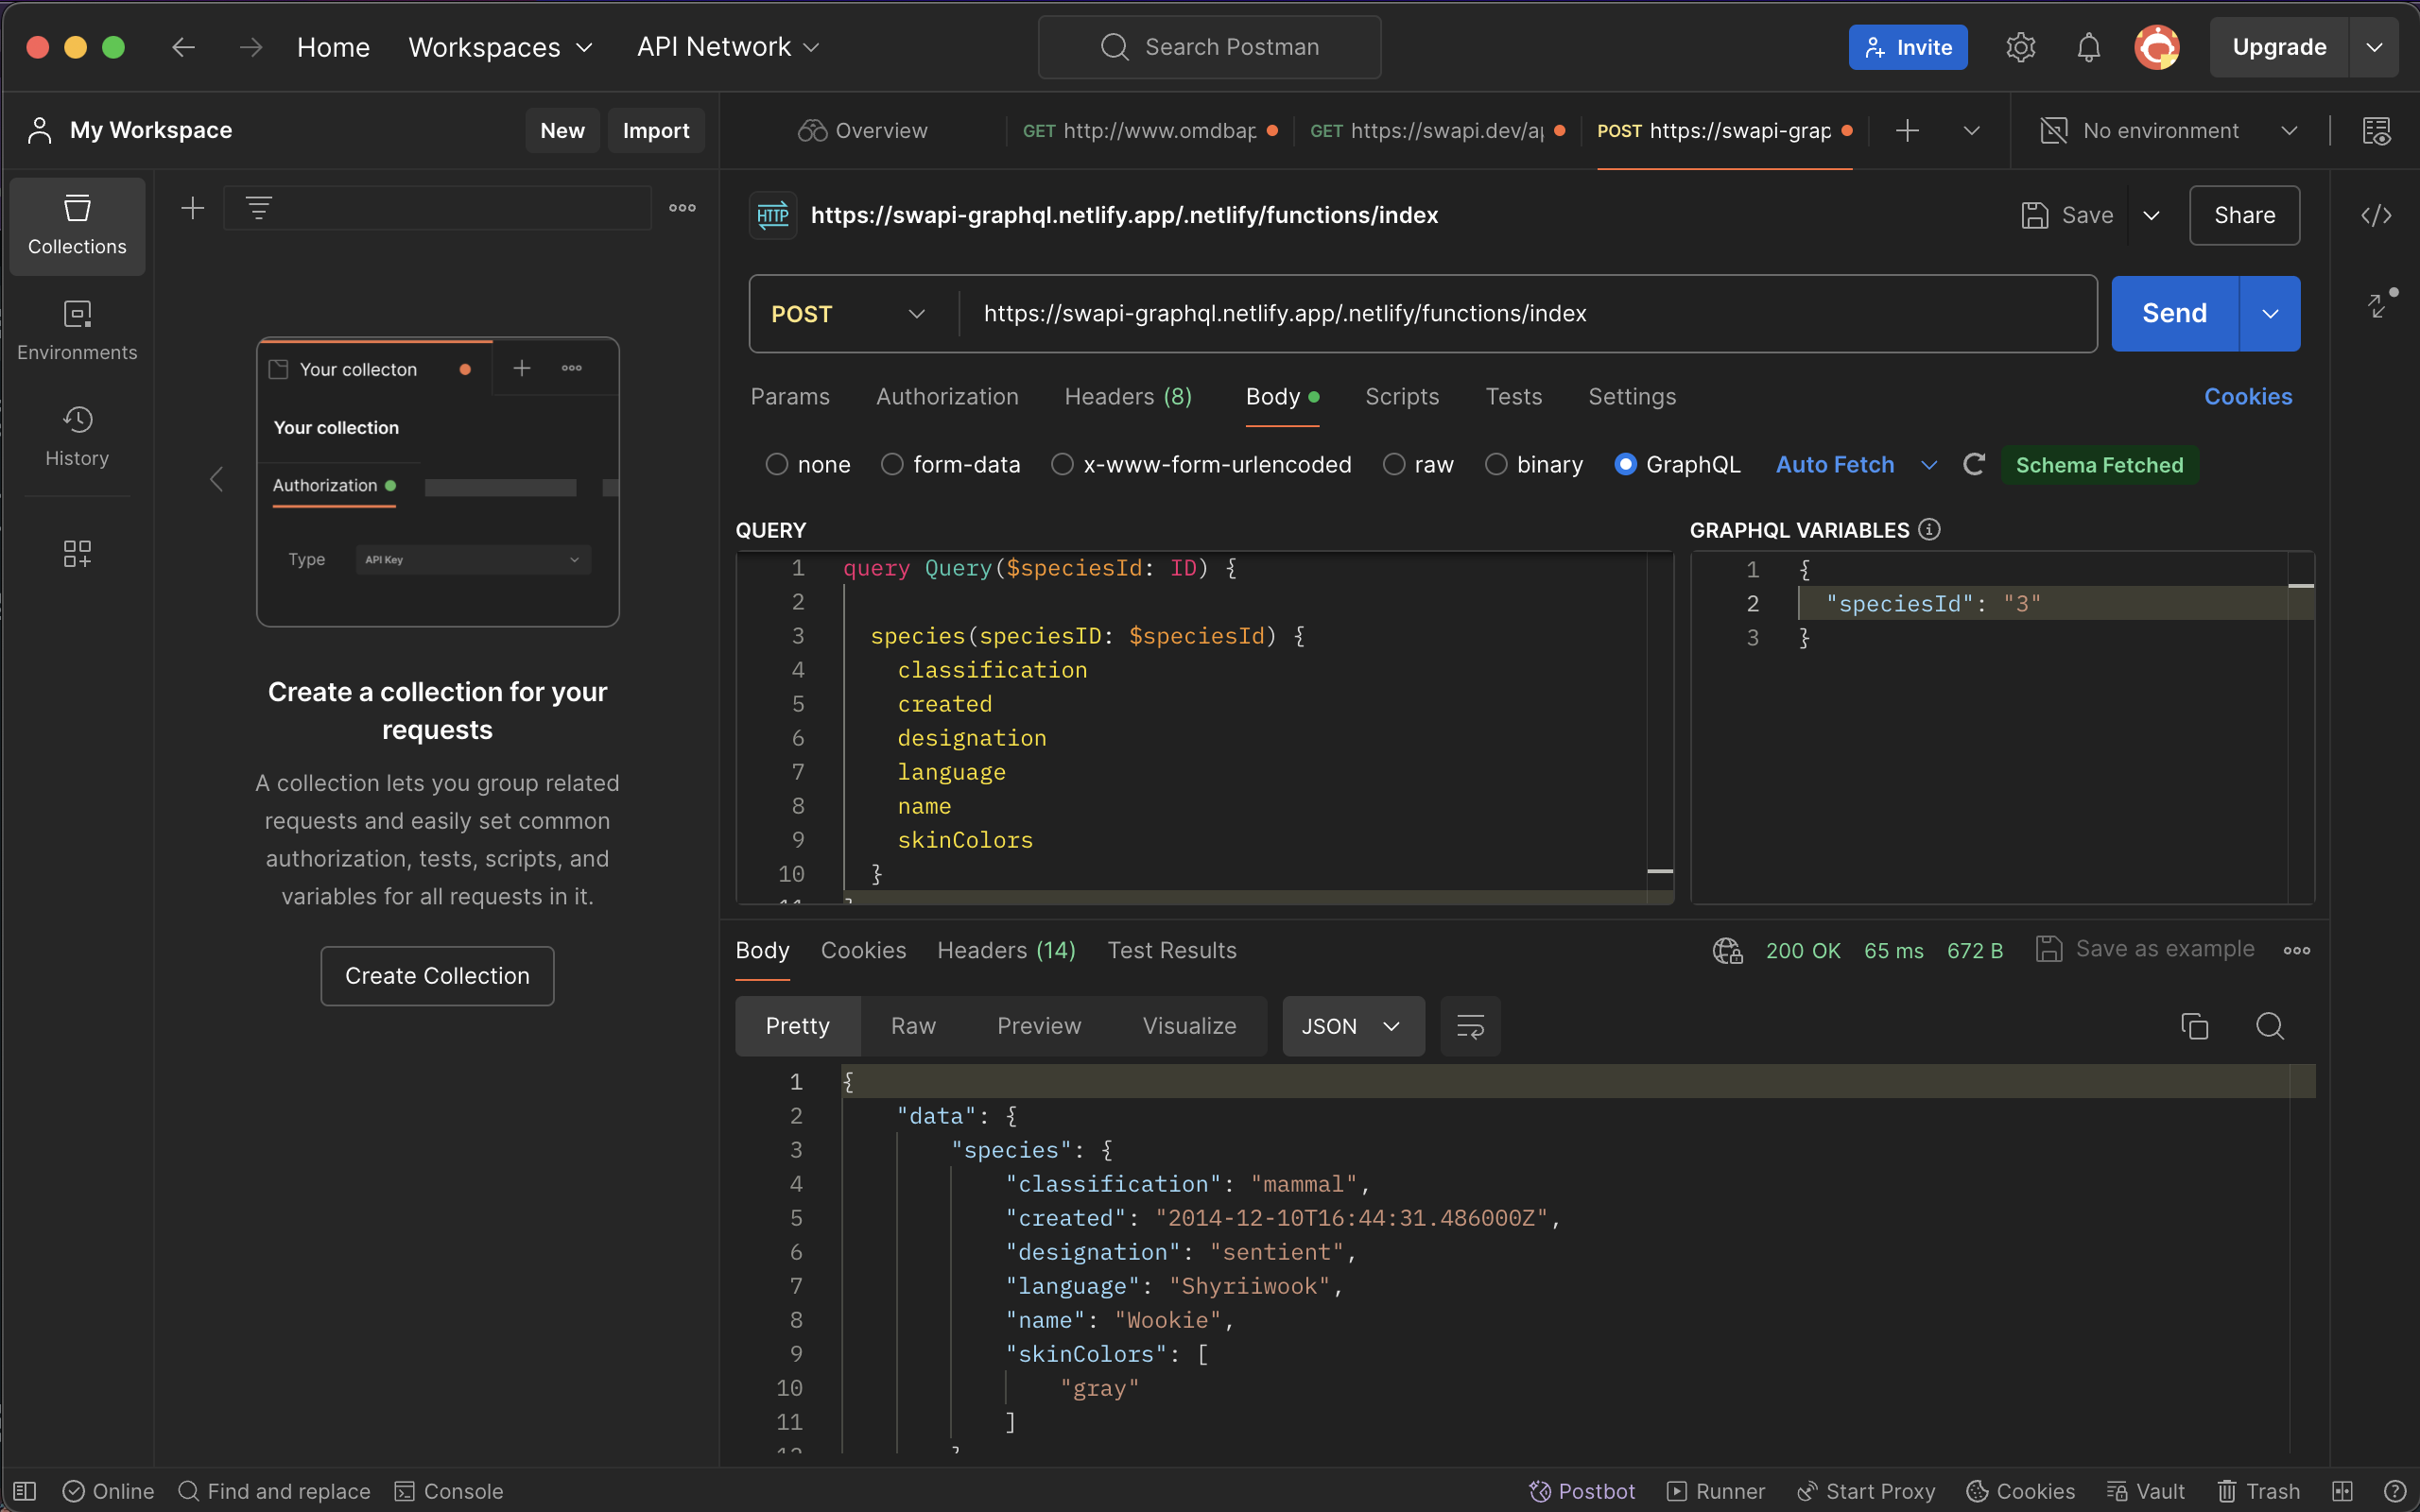 Home Workspaces API Network Search Postman Invite Upgrade
My Workspace New Import
Overview GET http://www.omdbap GET https://swapi.dev/a POST https://swapi-grap No environment
Collections
Environments
History
Your collecton
Your collection
Authorization
Type API Key
Create a collection for your
requests
A collection lets you group related
requests and easily set common
authorization, tests, scripts, and
variables for all requests in it.
Create Collection
HTTP https://swapi-graphql.netlify.app/.netlify/functions/index Save Share
POST https://swapi-graphql.netlify.app/.netlify/functions/index Send
Params Authorization Headers (8) Body Scripts Tests Settings Cookies
none form-data x-www-form-urlencoded raw binary GraphQL Auto Fetch Schema Fetched
QUERY
1 query Query($speciesId: ID) {
2
3 species(speciesID: $speciesId) {
4 classification
5 created
6 designation
7 language
8 name
9 skinColors
10 }
GRAPHQL VARIABLES
1 {
2 "speciesId": "3"
3 }
Body Cookies Headers (14) Test Results 200 OK 65 ms 672 B Save as example
Pretty Raw Preview Visualize JSON
1 {
2 "data": {
3 "species": {
4 "classification": "mammal",
5 "created": "2014-12-10T16:44:31.486000Z",
6 "designation": "sentient",
7 "language": "Shyriiwook",
8 "name": "Wookie",
9 "skinColors": [
10 "gray"
11 ]
Online Find and replace Console Postbot Runner Start Proxy Cookies Vault Trash